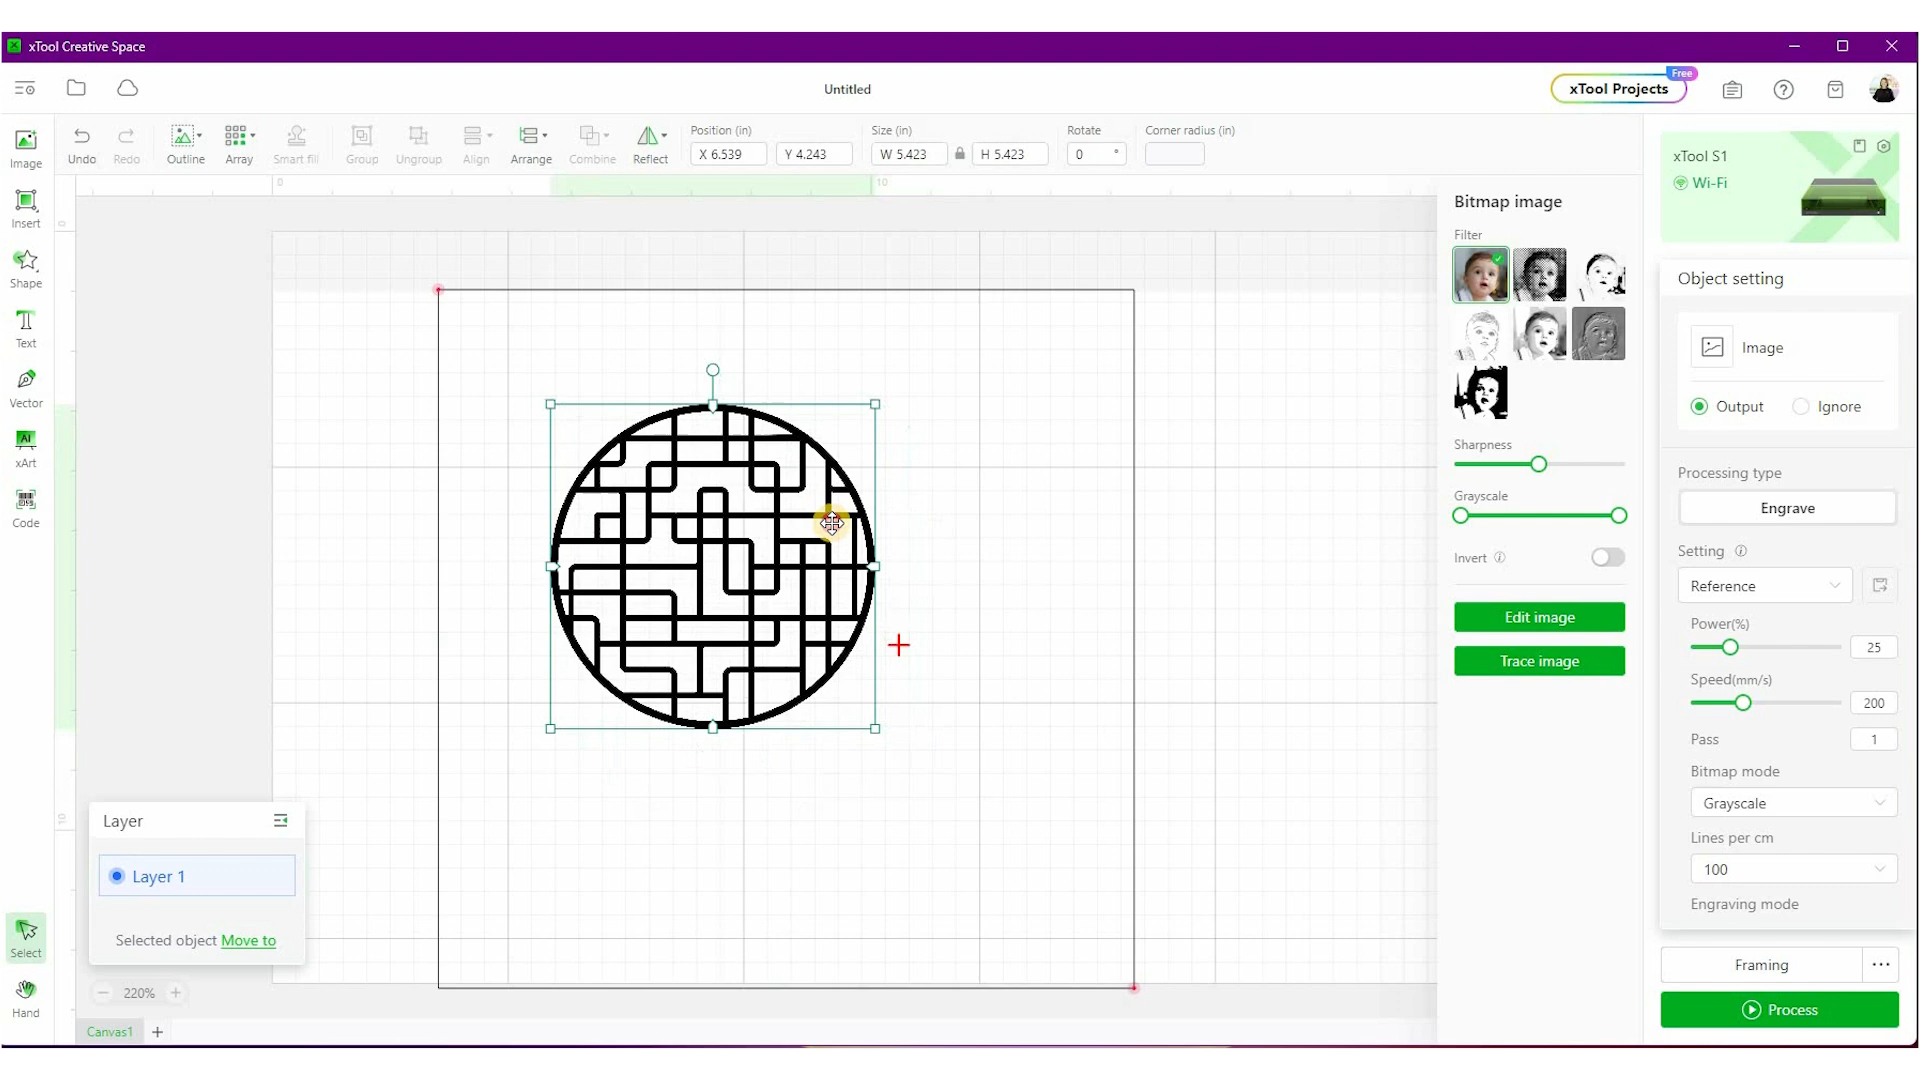 xTool Creative Space
Untitled
xTool Projects
Free
Image
Undo
Redo
Outline
Array
Smart fill
Group
Ungroup
Align
Arrange
Combine
Reflect
Position (in)
X 6.539
Y 4.243
Size (in)
W 5.423
H 5.423
Rotate
0 °
Corner radius (in)
Insert
Shape
Text
Vector
AI
xArt
Code
Select
Hand
0
10
0
10
Layer
Layer 1
Selected object Move to
220%
Canvas1
Bitmap image
Filter
Sharpness
Grayscale
Invert
Edit image
Trace image
xTool S1
Wi-Fi
Object setting
Image
Output
Ignore
Processing type
Engrave
Setting
Reference
Power(%)
25
Speed(mm/s)
200
Pass
1
Bitmap mode
Grayscale
Lines per cm
100
Engraving mode
Framing
Process